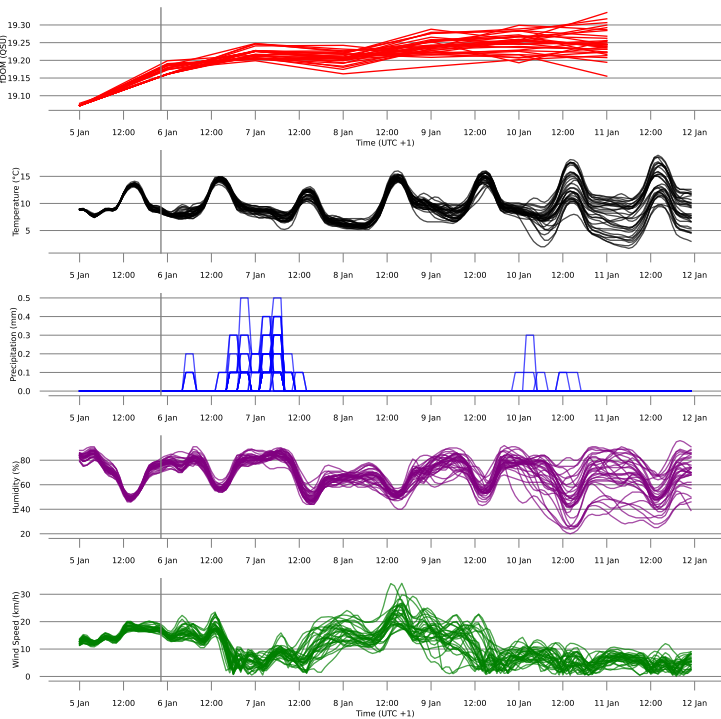 fDOM (QSU)
19.30
19.25
19.20
19.15
19.10
5 Jan 12:00 6 Jan 12:00 7 Jan 12:00 8 Jan 12:00 9 Jan 12:00 10 Jan 12:00 11 Jan 12:00 12 Jan
Time (UTC +1)
Temperature (°C)
15
10
5
5 Jan 12:00 6 Jan 12:00 7 Jan 12:00 8 Jan 12:00 9 Jan 12:00 10 Jan 12:00 11 Jan 12:00 12 Jan
Precipitation (mm)
0.5
0.4
0.3
0.2
0.1
0.0
5 Jan 12:00 6 Jan 12:00 7 Jan 12:00 8 Jan 12:00 9 Jan 12:00 10 Jan 12:00 11 Jan 12:00 12 Jan
Humidity (%)
80
60
40
20
5 Jan 12:00 6 Jan 12:00 7 Jan 12:00 8 Jan 12:00 9 Jan 12:00 10 Jan 12:00 11 Jan 12:00 12 Jan
Wind Speed (km/h)
30
20
10
0
5 Jan 12:00 6 Jan 12:00 7 Jan 12:00 8 Jan 12:00 9 Jan 12:00 10 Jan 12:00 11 Jan 12:00 12 Jan
Time (UTC +1)